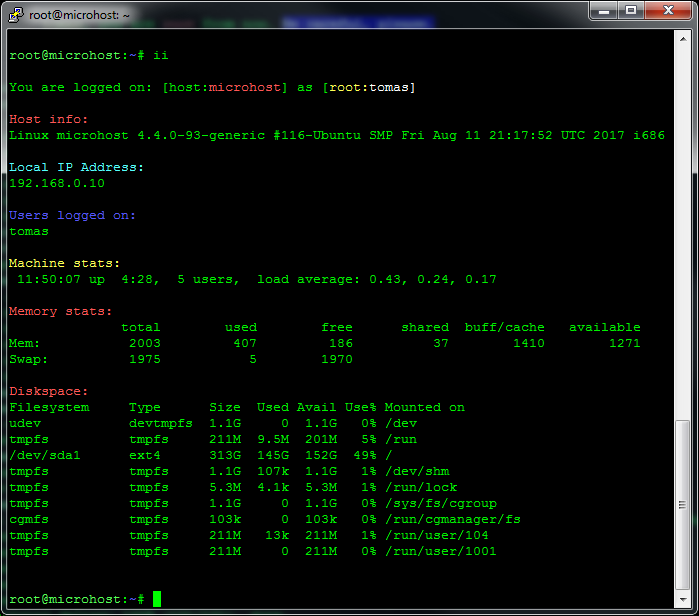 root@microhost: ~
root@microhost:~# ii
You are logged on: [host:microhost] as [root:tomas]
Host info:
Linux microhost 4.4.0-93-generic #116-Ubuntu SMP Fri Aug 11 21:17:52 UTC 2017 i686
Local IP Address:
192.168.0.10
Users logged on:
tomas
Machine stats:
 11:50:07 up  4:28,  5 users,  load average: 0.43, 0.24, 0.17
Memory stats:
              total        used        free      shared  buff/cache   available
Mem:           2003         407         186          37        1410        1271
Swap:          1975           5        1970
Diskspace:
Filesystem     Type      Size  Used Avail Use% Mounted on
udev           devtmpfs  1.1G     0  1.1G   0% /dev
tmpfs          tmpfs     211M  9.5M  201M   5% /run
/dev/sda1      ext4      313G  145G  152G  49% /
tmpfs          tmpfs     1.1G  107k  1.1G   1% /dev/shm
tmpfs          tmpfs     5.3M  4.1k  5.3M   1% /run/lock
tmpfs          tmpfs     1.1G     0  1.1G   0% /sys/fs/cgroup
cgmfs          tmpfs     103k     0  103k   0% /run/cgmanager/fs
tmpfs          tmpfs     211M   13k  211M   1% /run/user/104
tmpfs          tmpfs     211M     0  211M   0% /run/user/1001
root@microhost:~#